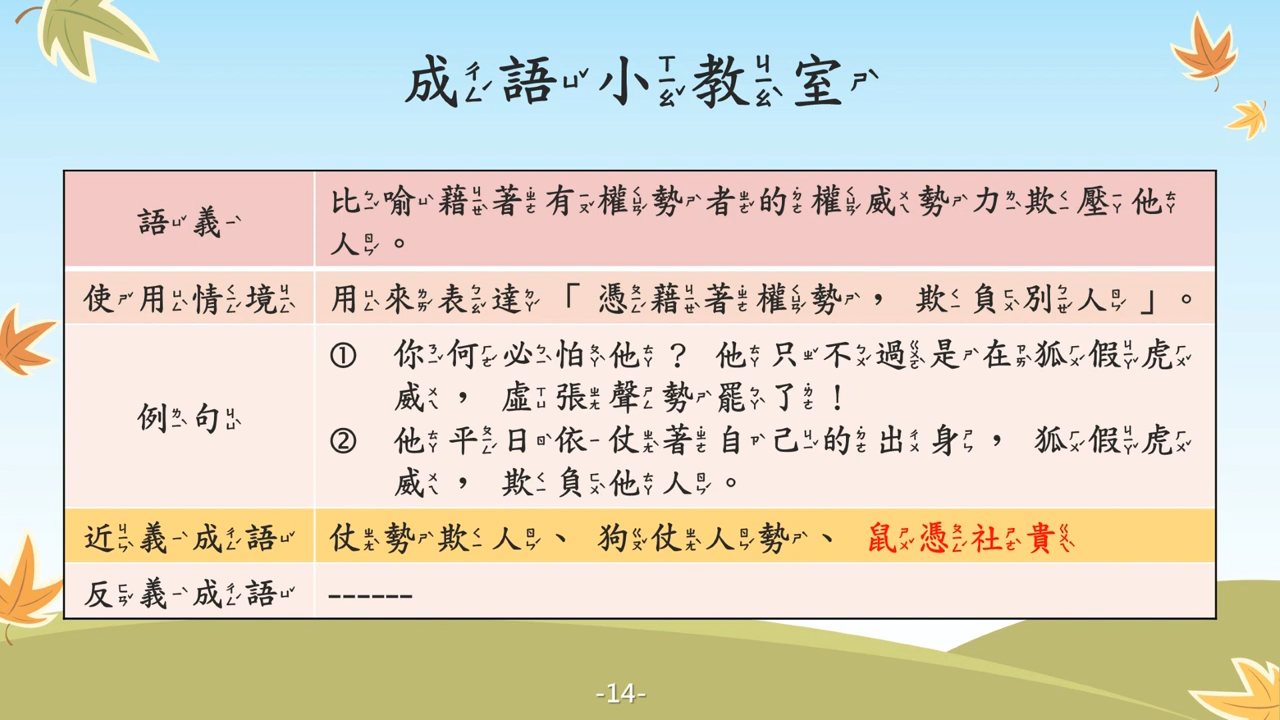 成語小教室
語義
比喻藉著有權勢者的權威勢力欺壓他
人。
使用情境
用來表達「憑藉著權勢，欺負別人」。
例句
① 你何必怕他？他只不過是在狐假虎
威，虛張聲勢罷了！
② 他平日依仗著自己的出身，狐假虎
威，欺負他人。
近義成語
仗勢欺人、狗仗人勢、鼠憑社貴
反義成語
------
-14-